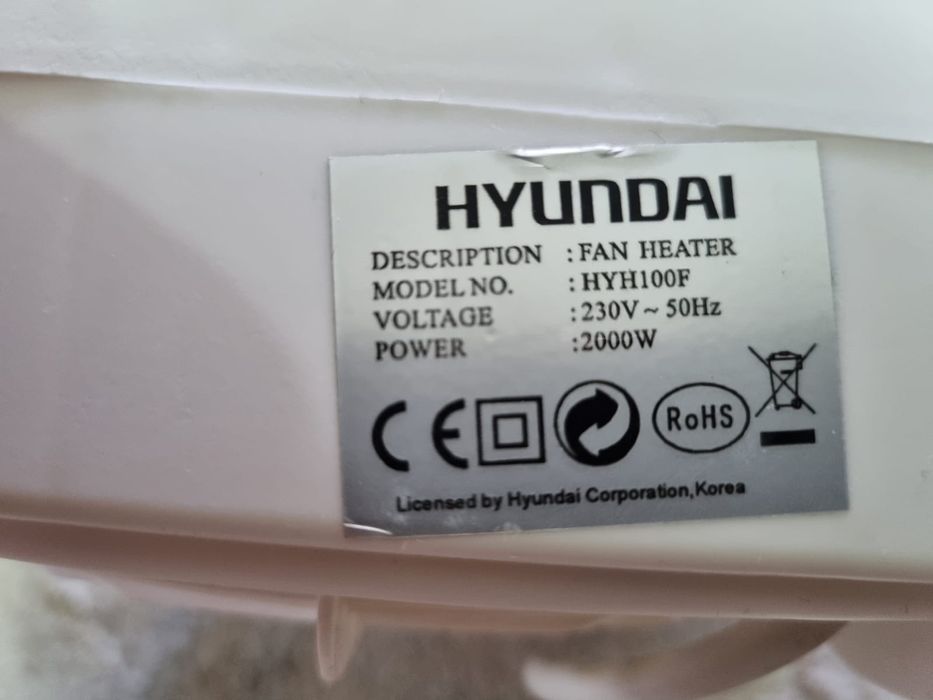 HYUNDAI
DESCRIPTION : FAN HEATER
MODEL NO. : HYH100F
VOLTAGE : 230V ~ 50Hz
POWER : 2000W
CE RoHS
Licensed by Hyundai Corporation, Korea